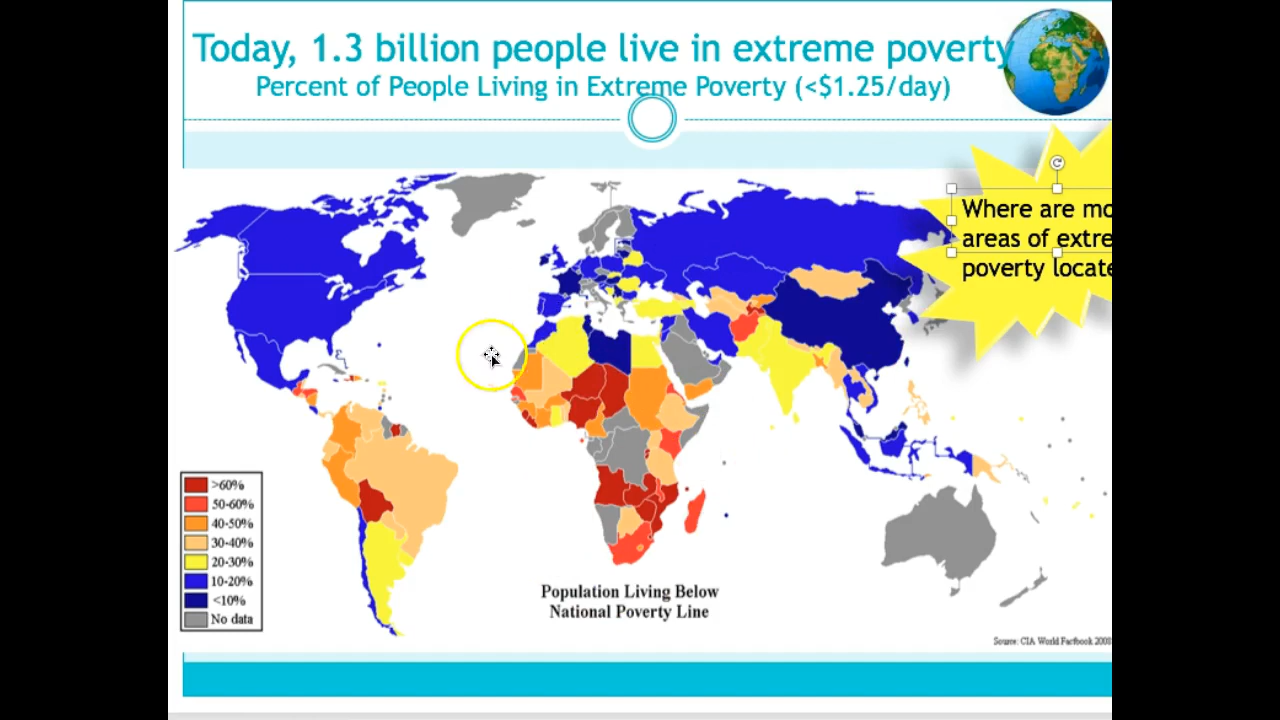 Today, 1.3 billion people live in extreme poverty
Percent of People Living in Extreme Poverty (<$1.25/day)
Where are mo
areas of extre
poverty locate
>60%
50-60%
40-50%
30-40%
20-30%
10-20%
<10%
No data
Population Living Below
National Poverty Line
Source: CIA World Factbook 2008